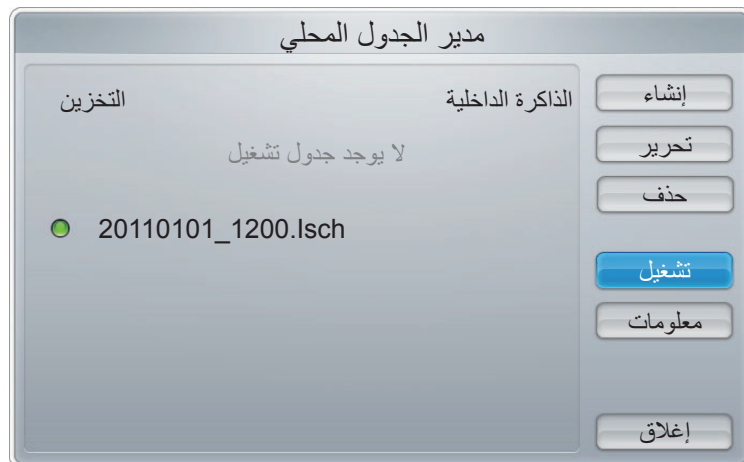 مدير الجدول المحلي
التخزين
الذاكرة الداخلية
لا يوجد جدول تشغيل
20110101_1200.lsch
إنشاء
تحرير
حذف
تشغيل
معلومات
إغلاق